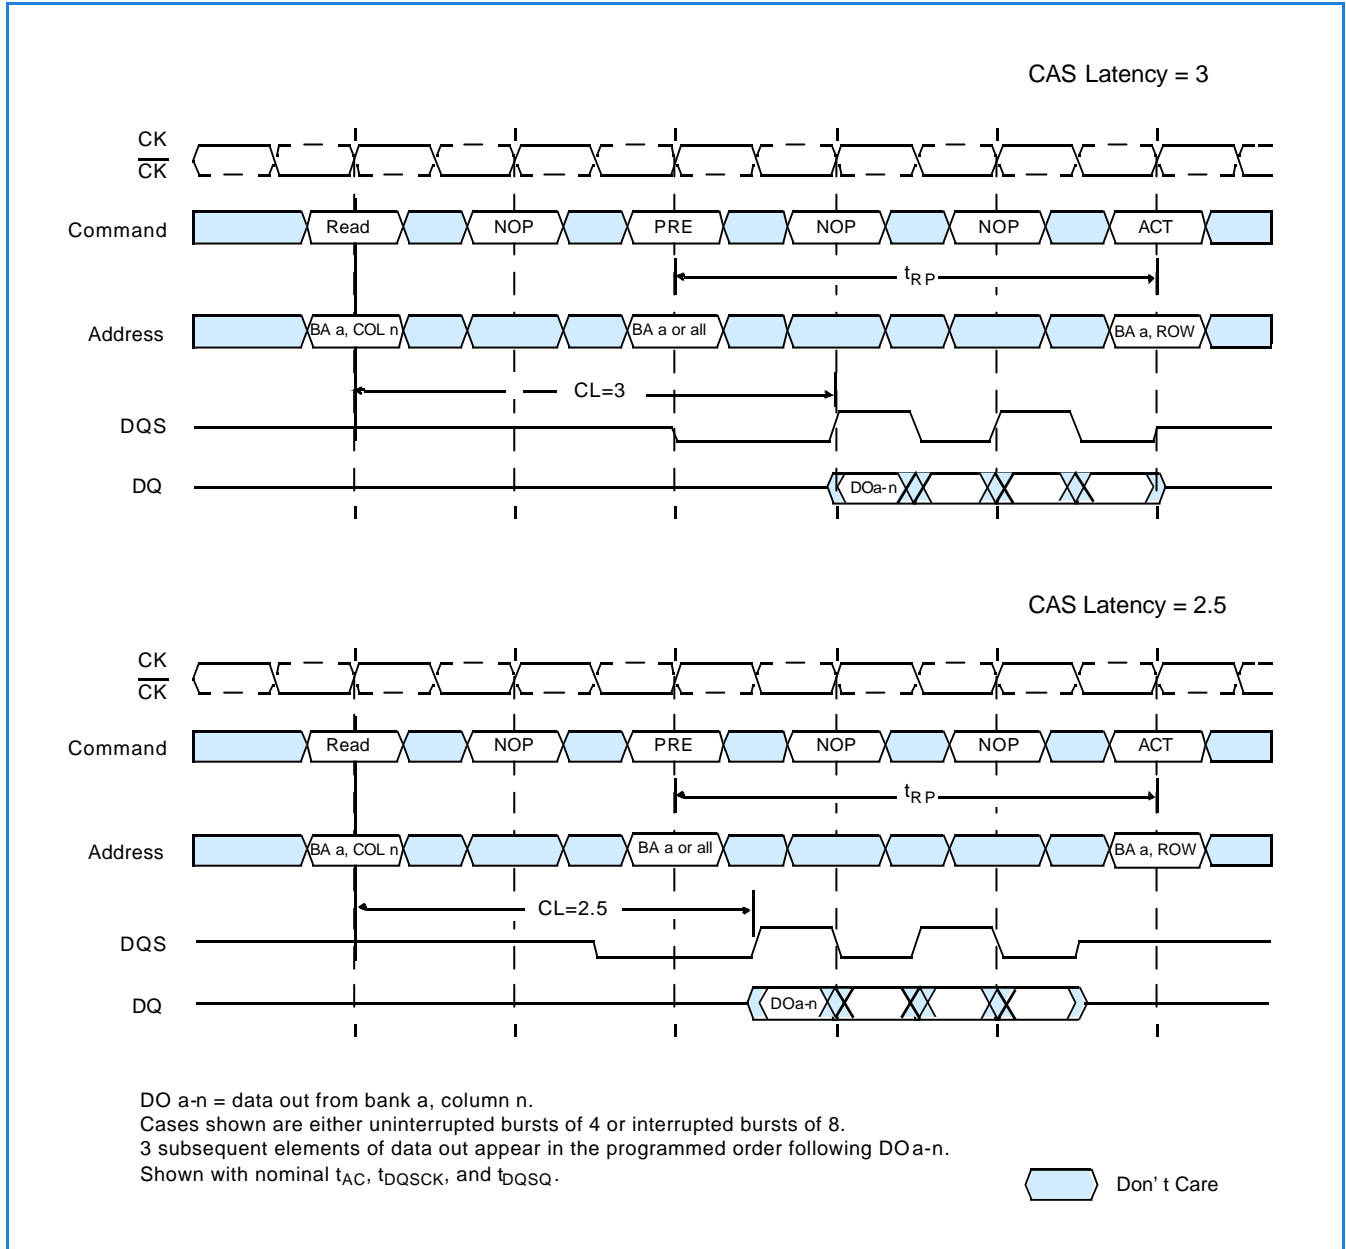 CAS Latency = 3
CK
CK
Command Read NOP PRE NOP NOP ACT
tRP
Address BA a, COL n BA a or all BA a, ROW
CL=3
DQS
DQ DOa-n
CAS Latency = 2.5
CK
CK
Command Read NOP PRE NOP NOP ACT
tRP
Address BA a, COL n BA a or all BA a, ROW
CL=2.5
DQS
DQ DOa-n
DO a-n = data out from bank a, column n.
Cases shown are either uninterrupted bursts of 4 or interrupted bursts of 8.
3 subsequent elements of data out appear in the programmed order following DOa-n.
Shown with nominal tAC, tDQSCK, and tDQSQ.
Don't Care